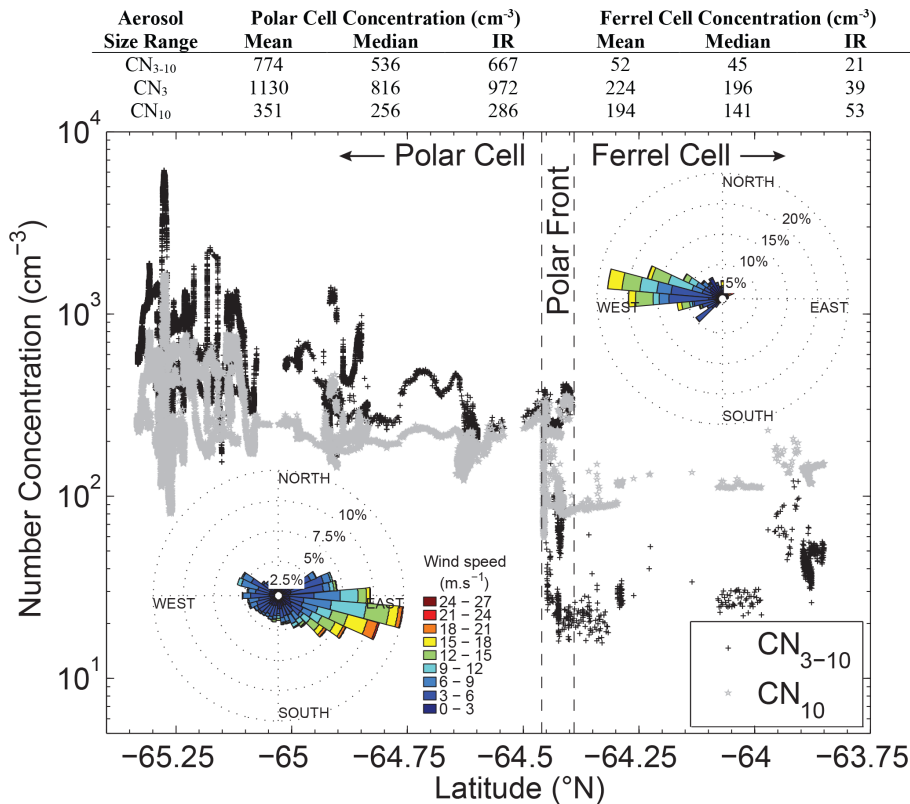 Aerosol Polar Cell Concentration (cm⁻³) Ferrel Cell Concentration (cm⁻³)
Size Range Mean Median IR Mean Median IR
CN₃₋₁₀ 774 536 667 52 45 21
CN₃ 1130 816 972 224 196 39
CN₁₀ 351 256 286 194 141 53
10⁴
← Polar Cell
Polar Front
Ferrel Cell →
NORTH
20%
15%
10%
5%
WEST
EAST
SOUTH
10³
Number Concentration (cm⁻³)
10²
NORTH
10%
7.5%
5%
2.5%
WEST
EAST
SOUTH
Wind speed
(m.s⁻¹)
24 − 27
21 − 24
18 − 21
15 − 18
12 − 15
9 − 12
6 − 9
3 − 6
0 − 3
CN₃₋₁₀
CN₁₀
10¹
−65.25 −65 −64.75 −64.5 −64.25 −64 −63.75
Latitude (°N)